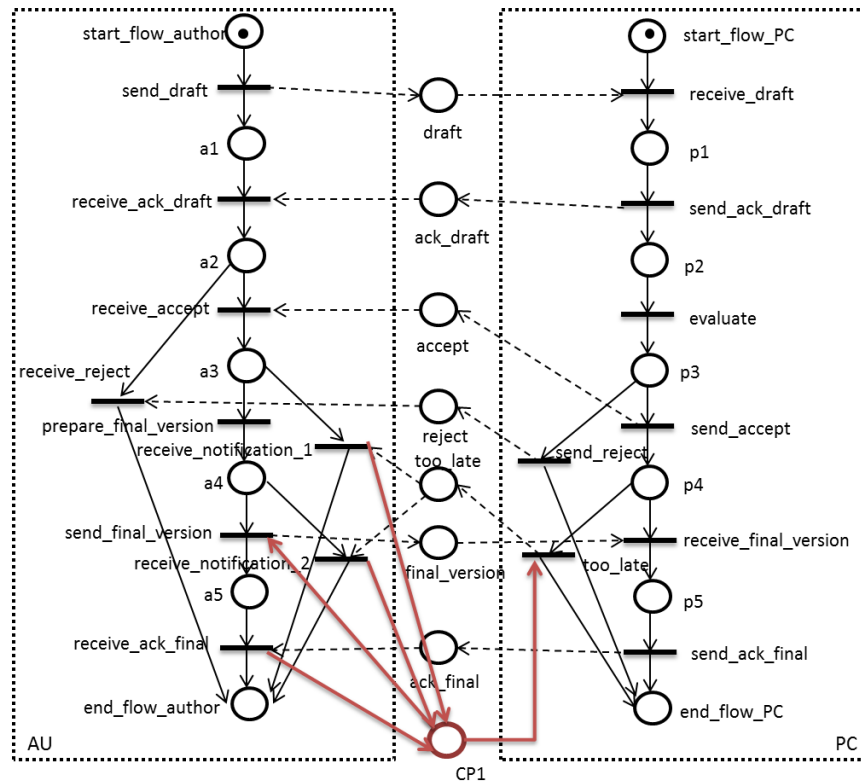 start_flow_author
start_flow_PC
send_draft
receive_draft
draft
a1
p1
receive_ack_draft
send_ack_draft
ack_draft
a2
p2
receive_accept
evaluate
accept
receive_reject
a3
p3
prepare_final_version
send_accept
reject
receive_notification_1
send_reject
too_late
a4
p4
send_final_version
receive_final_version
receive_notification_2
too_late
final_version
a5
p5
receive_ack_final
send_ack_final
ack_final
end_flow_author
end_flow_PC
AU
PC
CP1